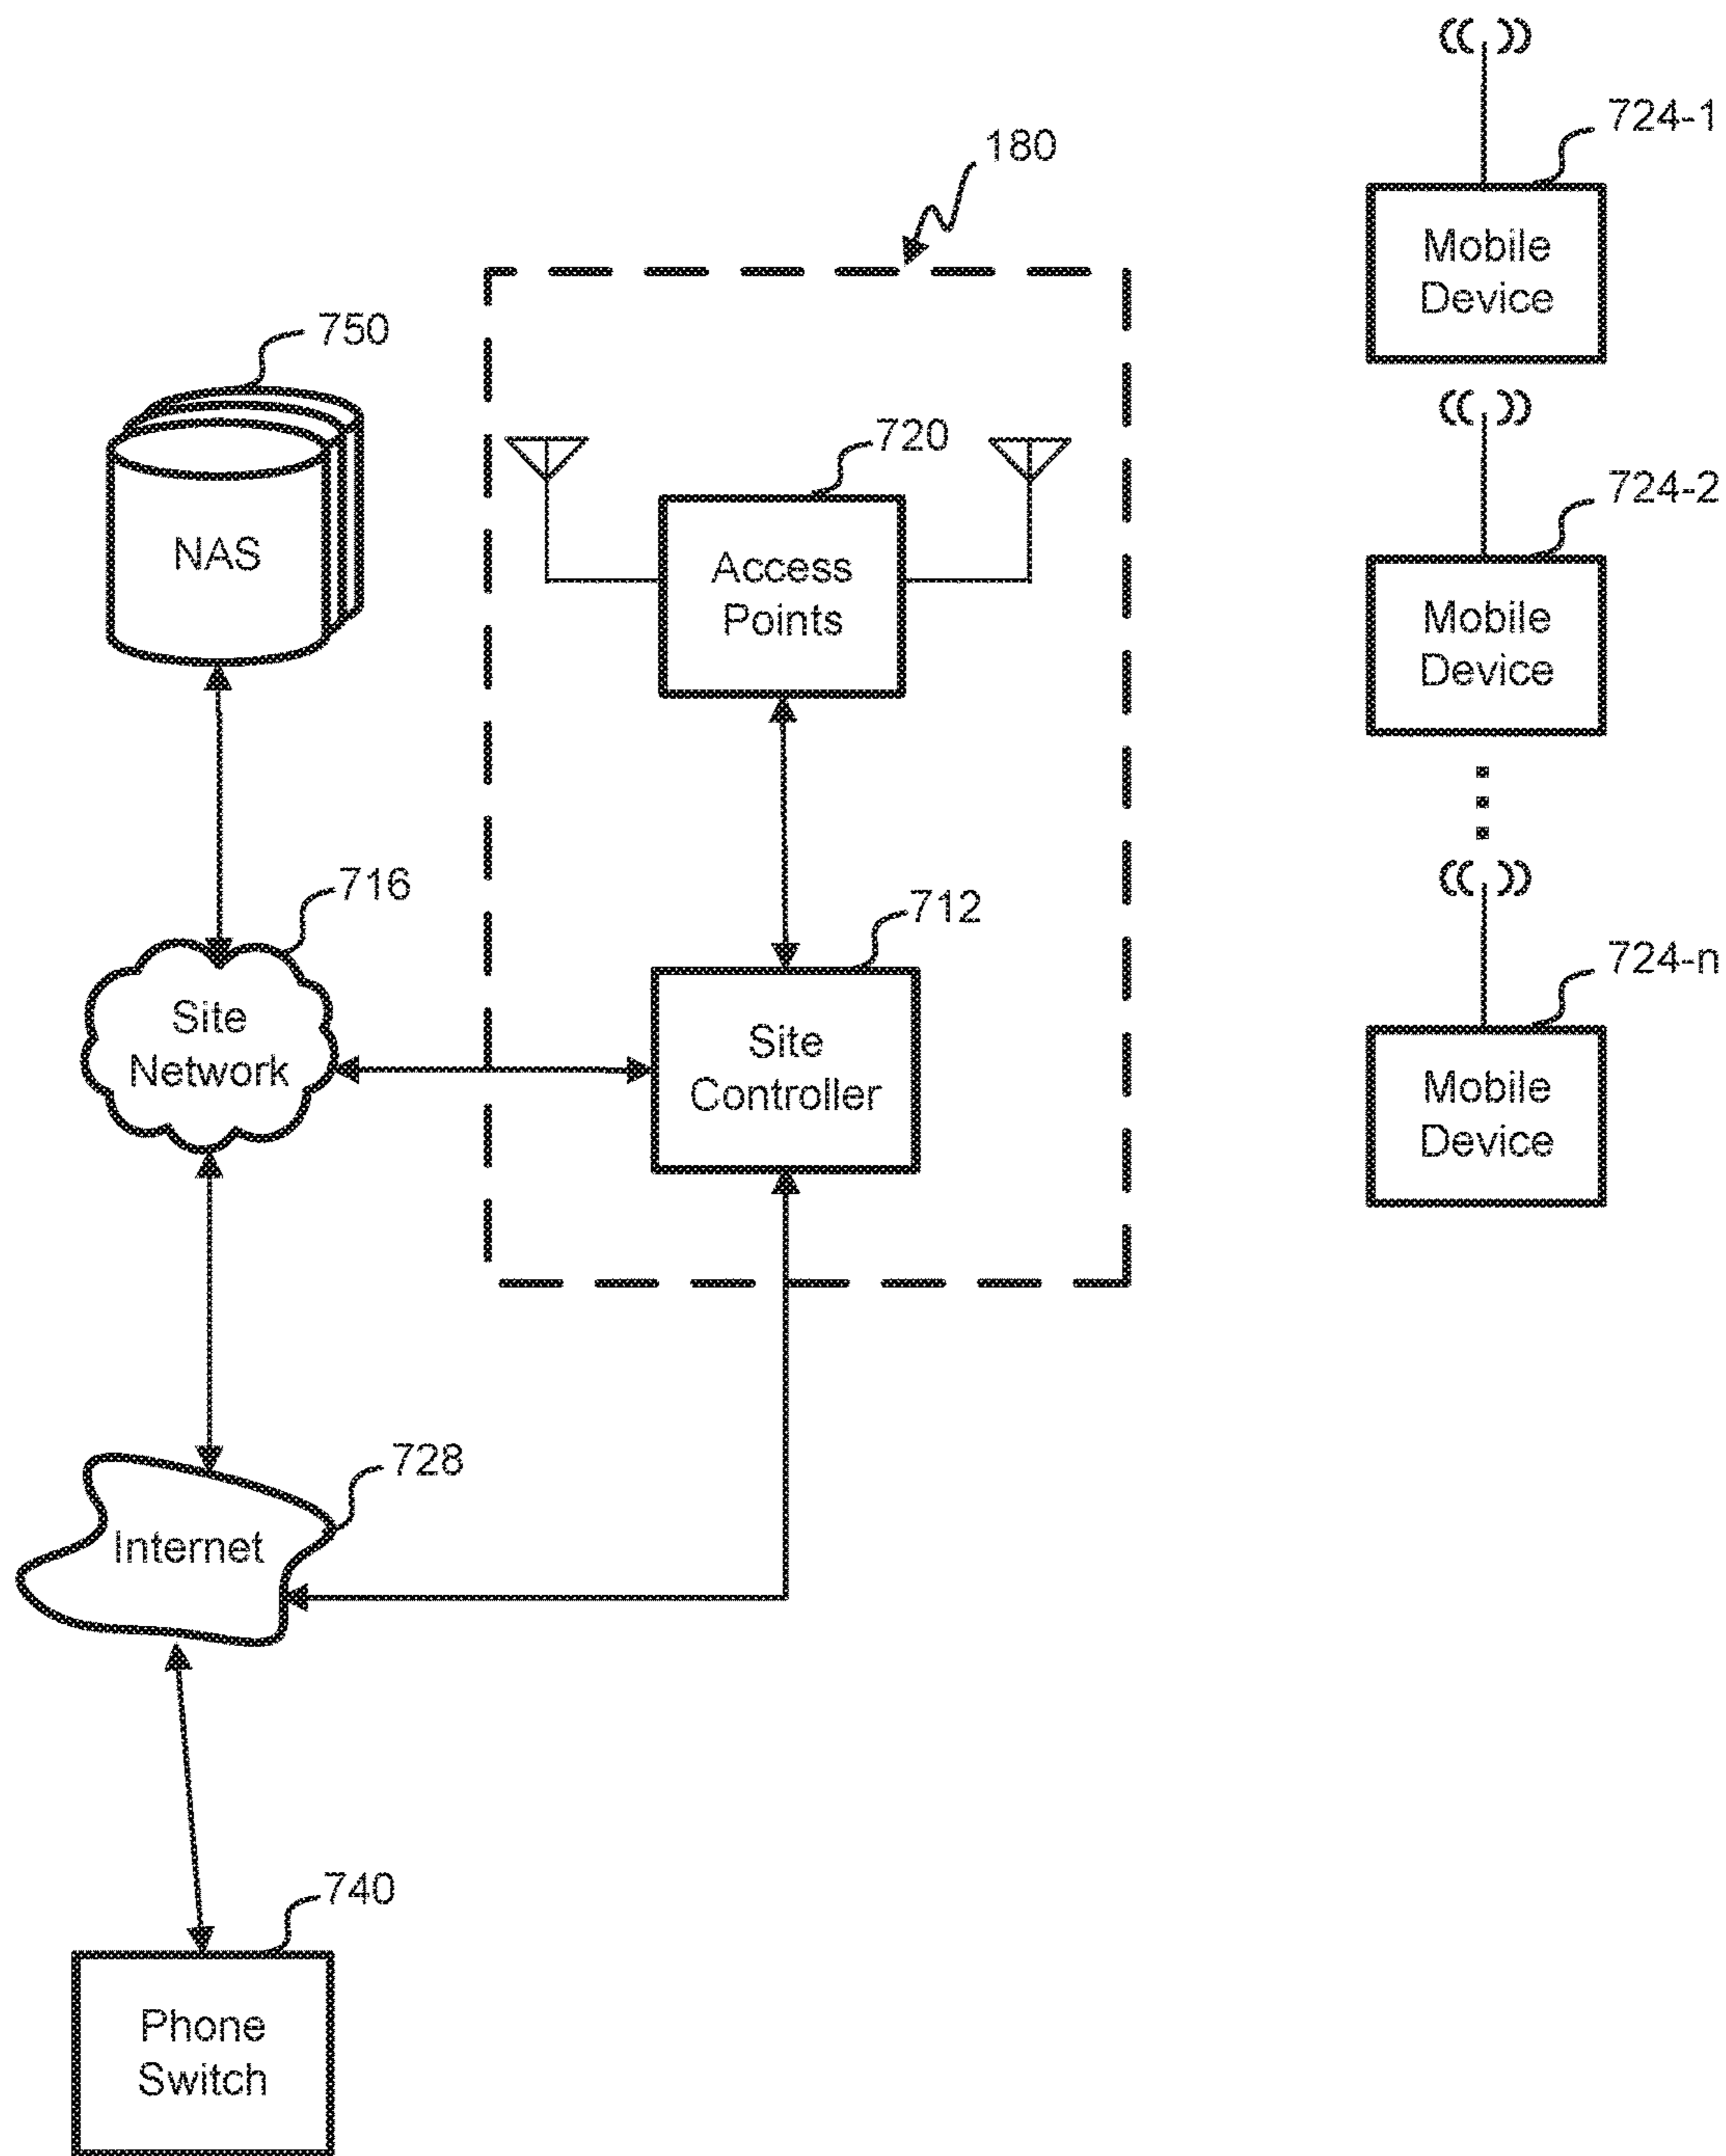 724-1
180
Mobile
Device
750
720
724-2
NAS
Access
Points
Mobile
Device
716
712
724-n
Site
Network
Site
Controller
Mobile
Device
728
Internet
740
Phone
Switch